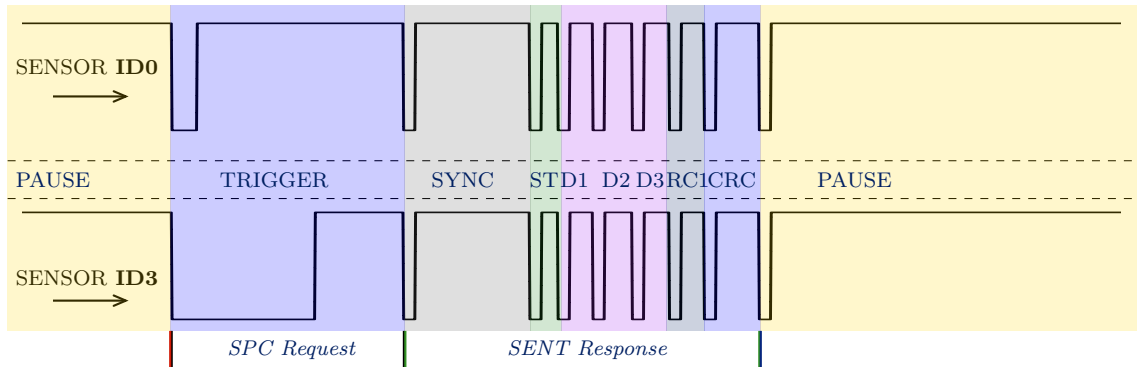 SENSOR ID0
PAUSE TRIGGER SYNC ST D1 D2 D3 RC1 CRC PAUSE
SENSOR ID3
SPC Request SENT Response